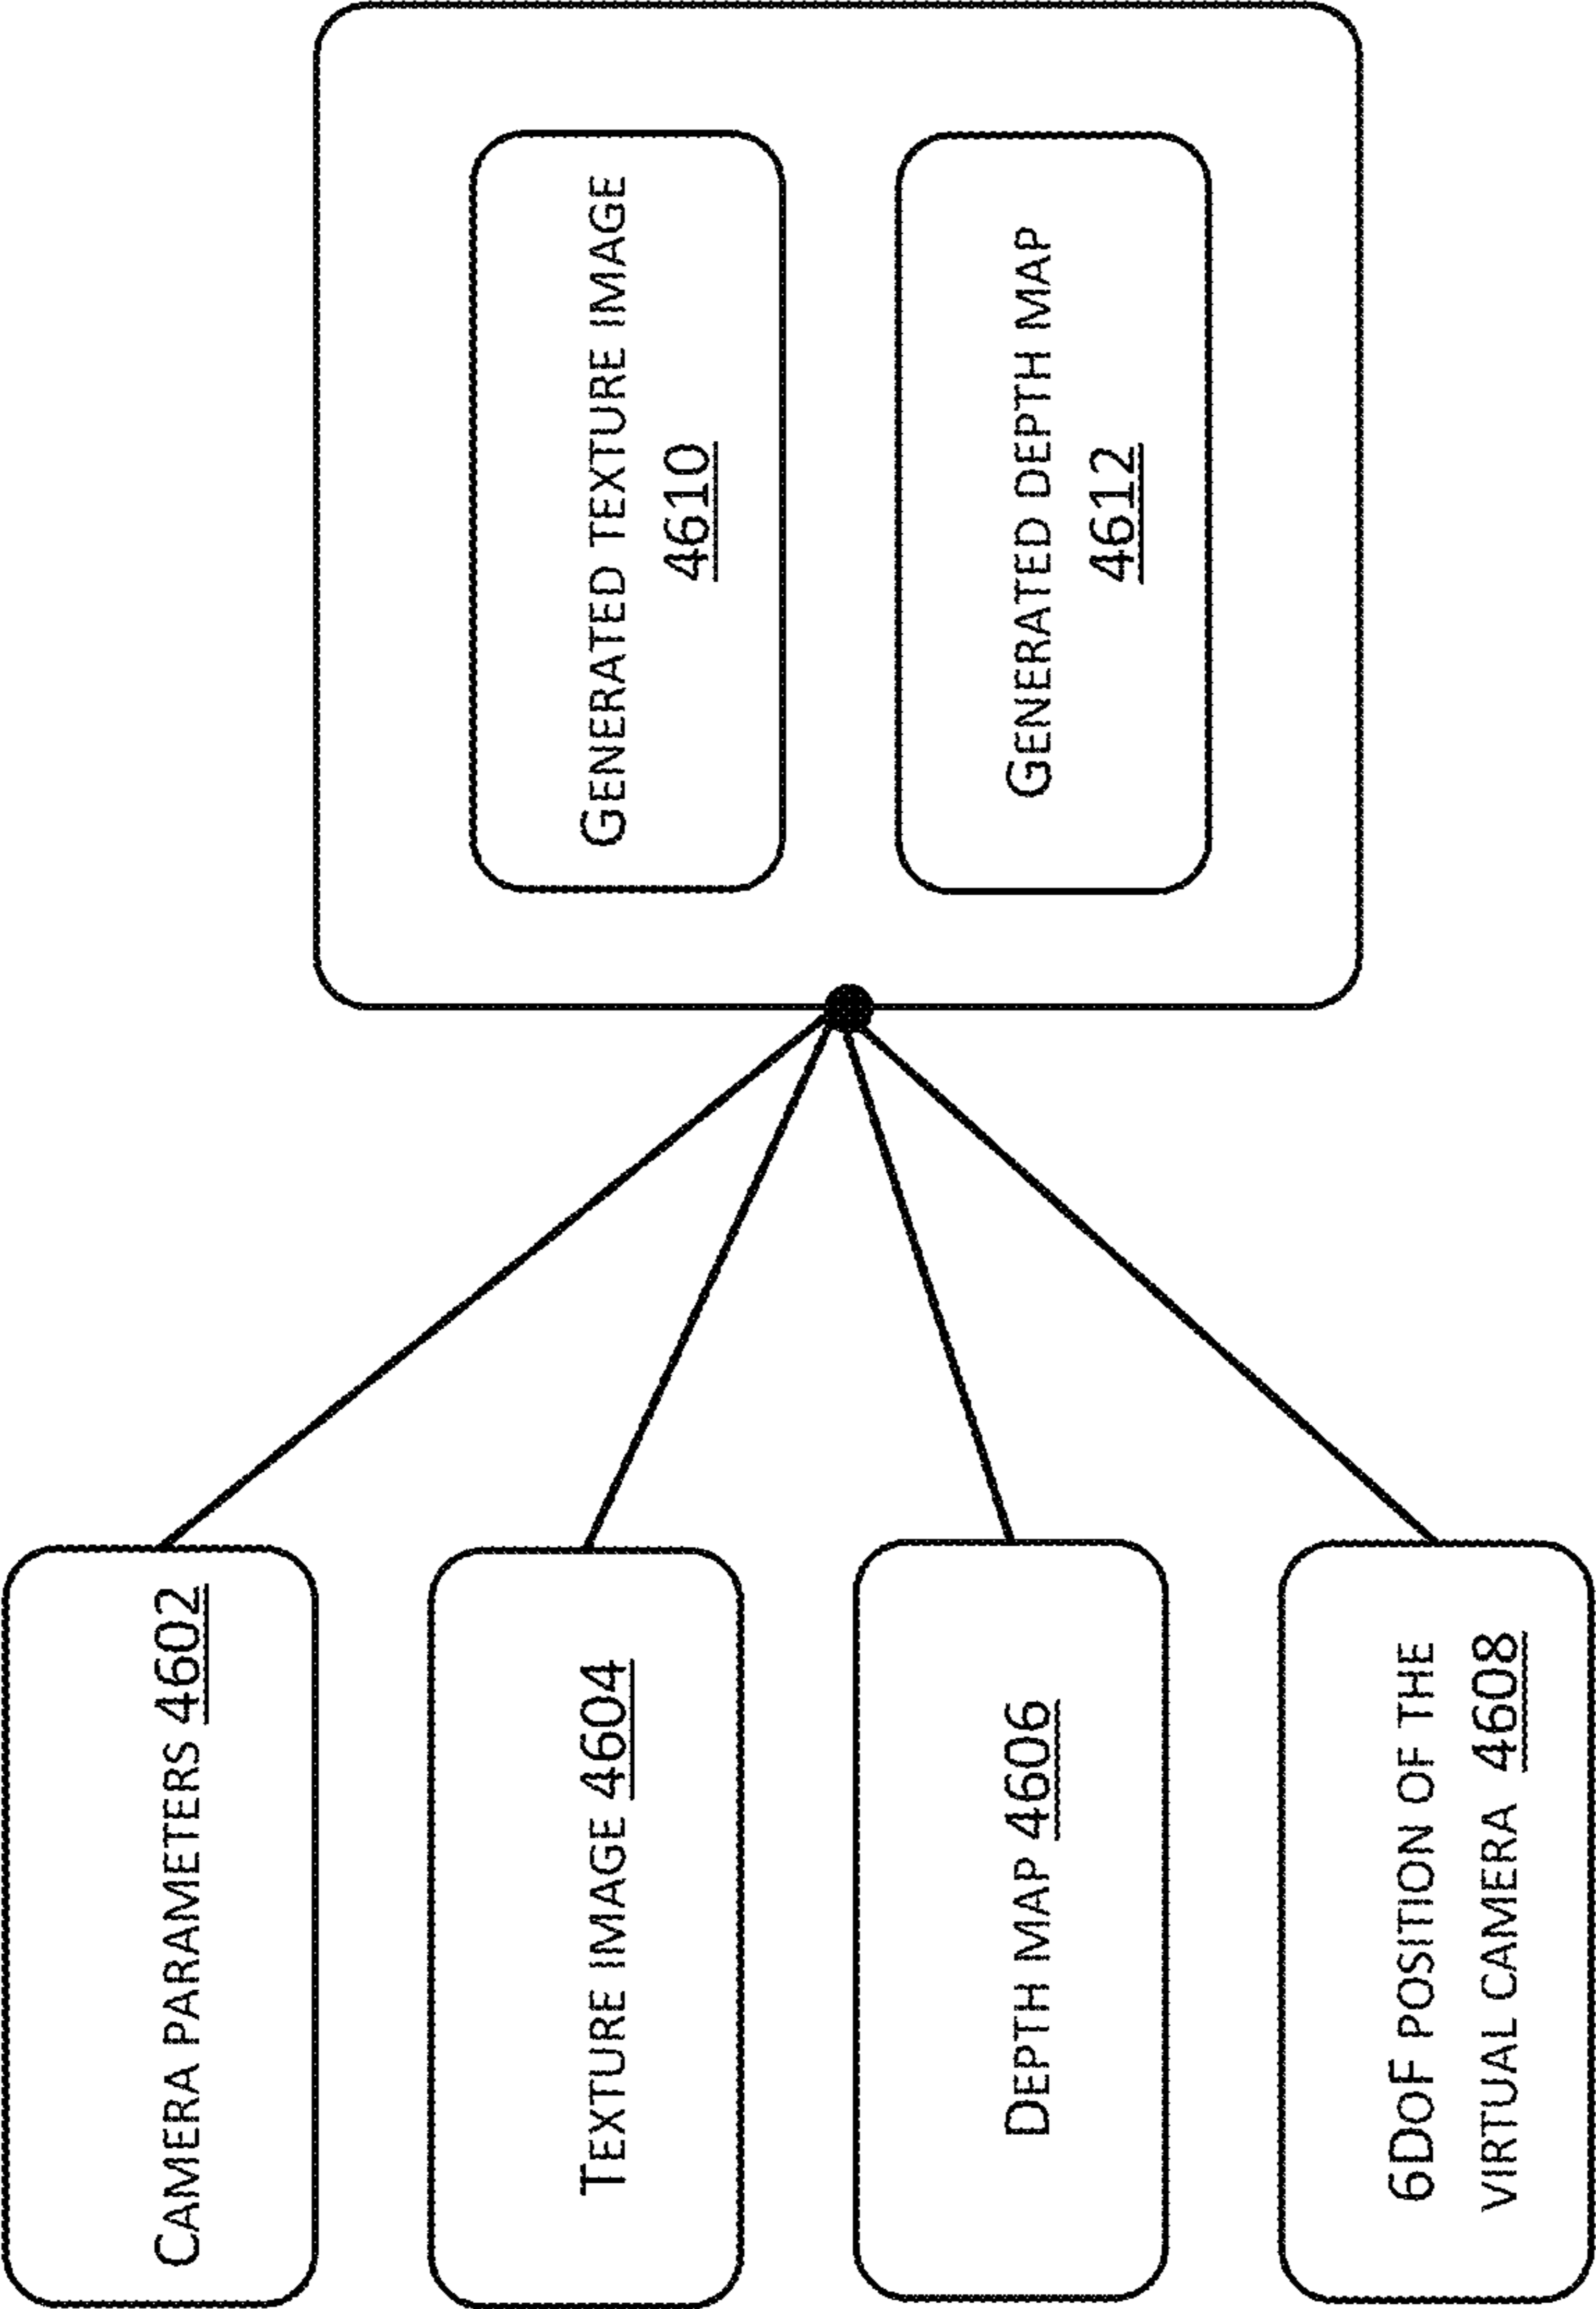 CAMERA PARAMETERS 4602
TEXTURE IMAGE 4604
DEPTH MAP 4606
6DOF POSITION OF THE
VIRTUAL CAMERA 4608
GENERATED TEXTURE IMAGE
4610
GENERATED DEPTH MAP
4612